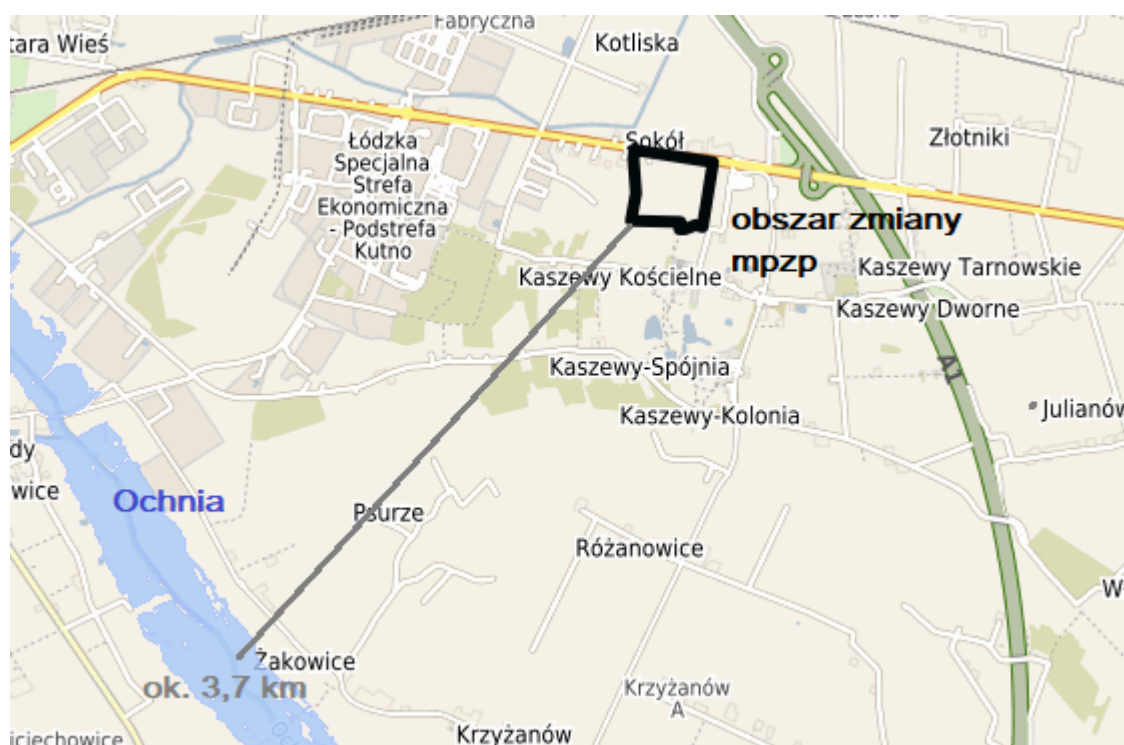 Fabryczna
tara Wieś
Kotliska
Łódzka
Specjalna
Strefa
Ekonomiczna
- Podstrefa
Kutno
Sokół
Złotniki
obszar zmiany
mpzp
Kaszewy Kościelne
Kaszewy Tarnowskie
Kaszewy Dworne
Kaszewy-Spójnia
A1
Kaszewy-Kolonia
Julianów
dy
wice
Ochnia
Psurze
Różanowice
W
Żakowice
ok. 3,7 km
Krzyżanów
A
Krzyżanów
jciechowice
Och